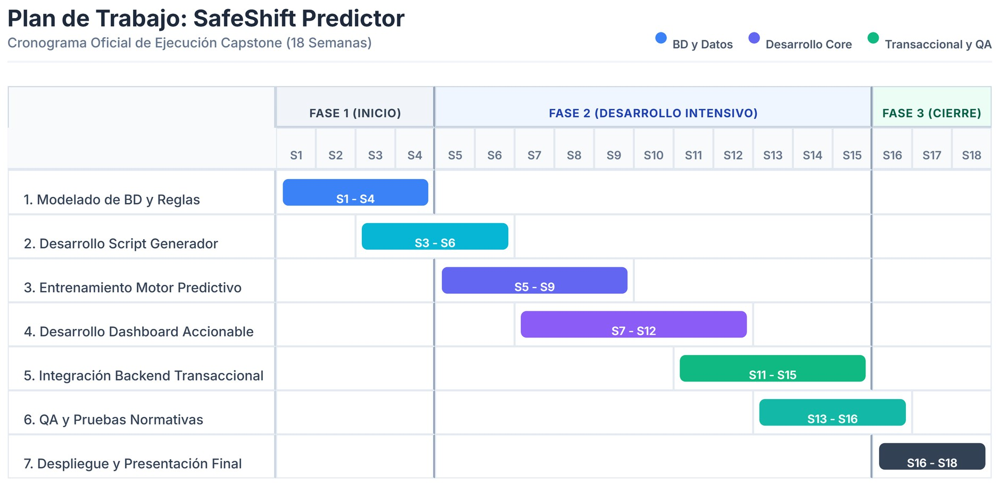 Plan de Trabajo: SafeShift Predictor
Cronograma Oficial de Ejecución Capstone (18 Semanas)
BD y Datos
Desarrollo Core
Transaccional y QA
FASE 1 (INICIO)
FASE 2 (DESARROLLO INTENSIVO)
FASE 3 (CIERRE)
S1 S2 S3 S4 S5 S6 S7 S8 S9 S10 S11 S12 S13 S14 S15 S16 S17 S18
1. Modelado de BD y Reglas
S1 - S4
2. Desarrollo Script Generador
S3 - S6
3. Entrenamiento Motor Predictivo
S5 - S9
4. Desarrollo Dashboard Accionable
S7 - S12
5. Integración Backend Transaccional
S11 - S15
6. QA y Pruebas Normativas
S13 - S16
7. Despliegue y Presentación Final
S16 - S18